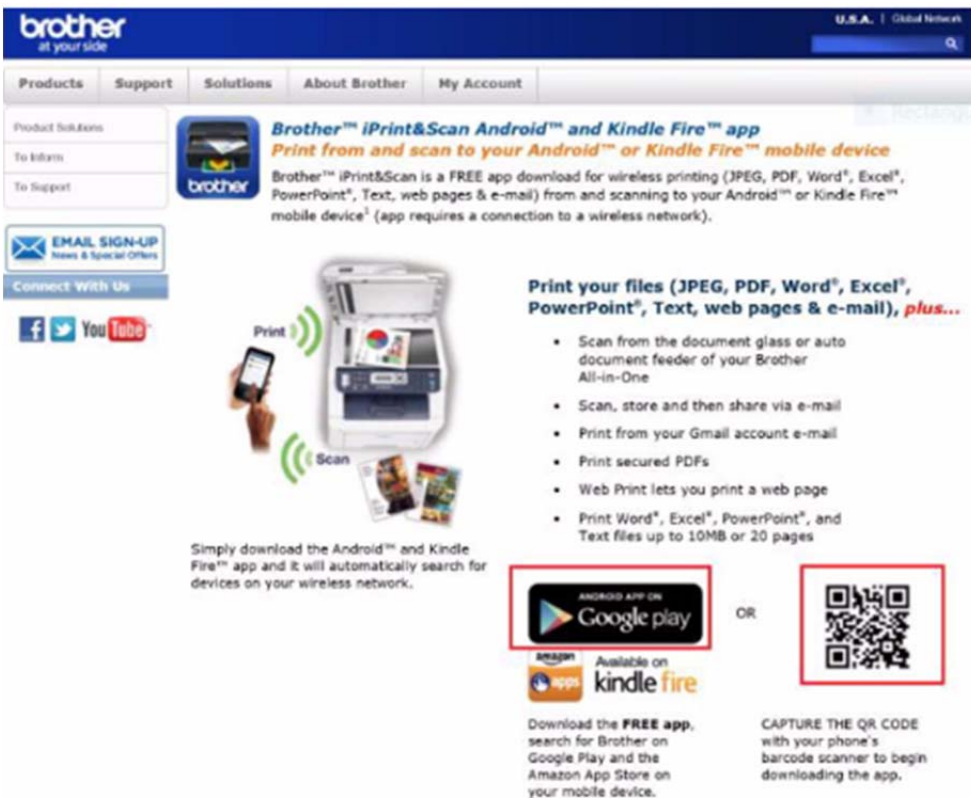 brother
at your side
U.S.A. | Global Network
Products Support Solutions About Brother My Account
Product Solutions
To Inform
To Support
EMAIL SIGN-UP
News & Special Offers
Connect With Us
f You Tube
brother
Brother™ iPrint&Scan Android™ and Kindle Fire™ app
Print from and scan to your Android™ or Kindle Fire™ mobile device
Brother™ iPrint&Scan is a FREE app download for wireless printing (JPEG, PDF, Word®, Excel®,
PowerPoint®, Text, web pages & e-mail) from and scanning to your Android™ or Kindle Fire™
mobile device¹ (app requires a connection to a wireless network).
Print
Scan
Simply download the Android™ and Kindle
Fire™ app and it will automatically search for
devices on your wireless network.
Print your files (JPEG, PDF, Word®, Excel®,
PowerPoint®, Text, web pages & e-mail), plus...
• Scan from the document glass or auto
document feeder of your Brother
All-in-One
• Scan, store and then share via e-mail
• Print from your Gmail account e-mail
• Print secured PDFs
• Web Print lets you print a web page
• Print Word®, Excel®, PowerPoint®, and
Text files up to 10MB or 20 pages
ANDROID APP ON
Google play
OR
amazon
apps
Available on
kindle fire
Download the FREE app,
search for Brother on
Google Play and the
Amazon App Store on
your mobile device.
CAPTURE THE QR CODE
with your phone's
barcode scanner to begin
downloading the app.